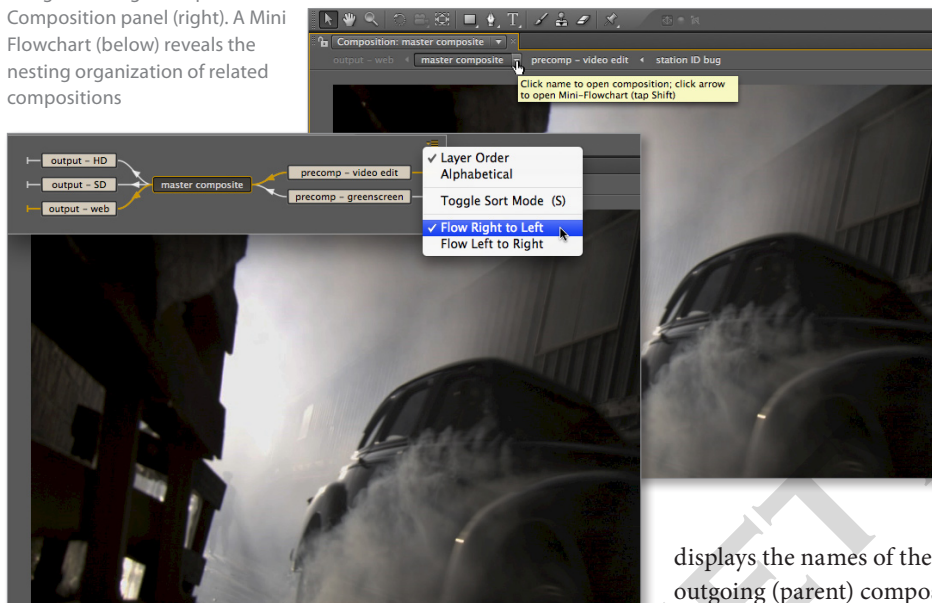 Composition panel (right). A Mini
Flowchart (below) reveals the
nesting organization of related
compositions
Composition: master composite
output – web
master composite
precomp – video edit
station ID bug
Click name to open composition; click arrow
to open Mini-Flowchart (tap Shift)
output – HD
output – SD
output – web
master composite
precomp – video edit
precomp – greenscreen
✓ Layer Order
Alphabetical
Toggle Sort Mode (S)
✓ Flow Right to Left
Flow Left to Right
displays the names of the
outgoing (parent)